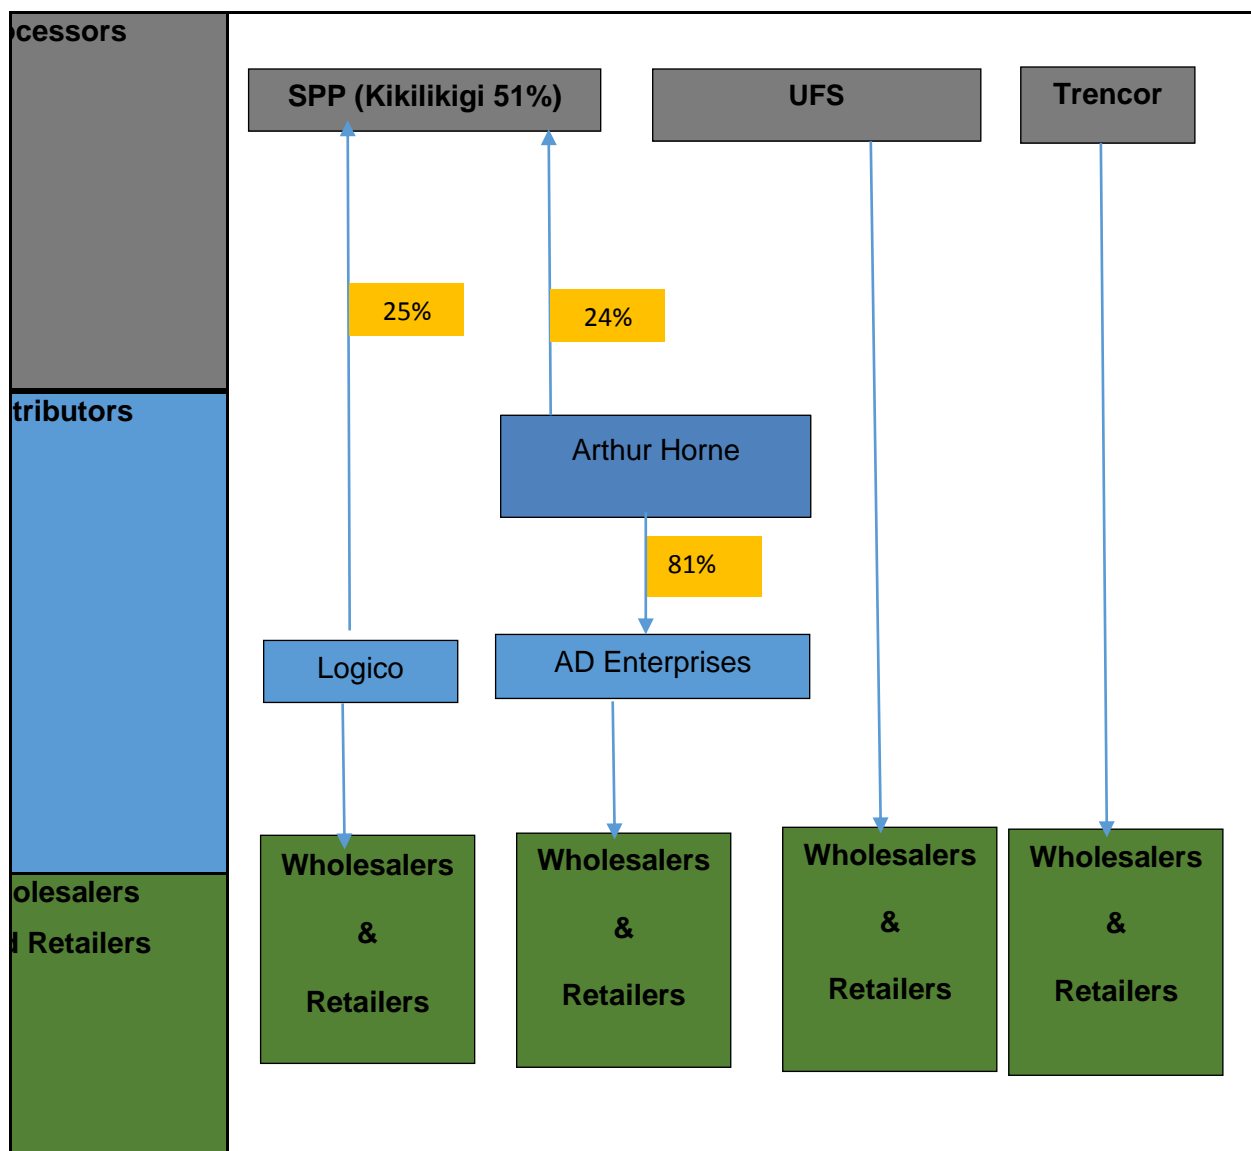 ocessors
SPP (Kikilikigi 51%)
UFS
Trencor
25%
24%
tributors
Arthur Horne
81%
Logico
AD Enterprises
Wholesalers
&
Retailers
Wholesalers
&
Retailers
Wholesalers
&
Retailers
Wholesalers
&
Retailers
olesalers
d Retailers